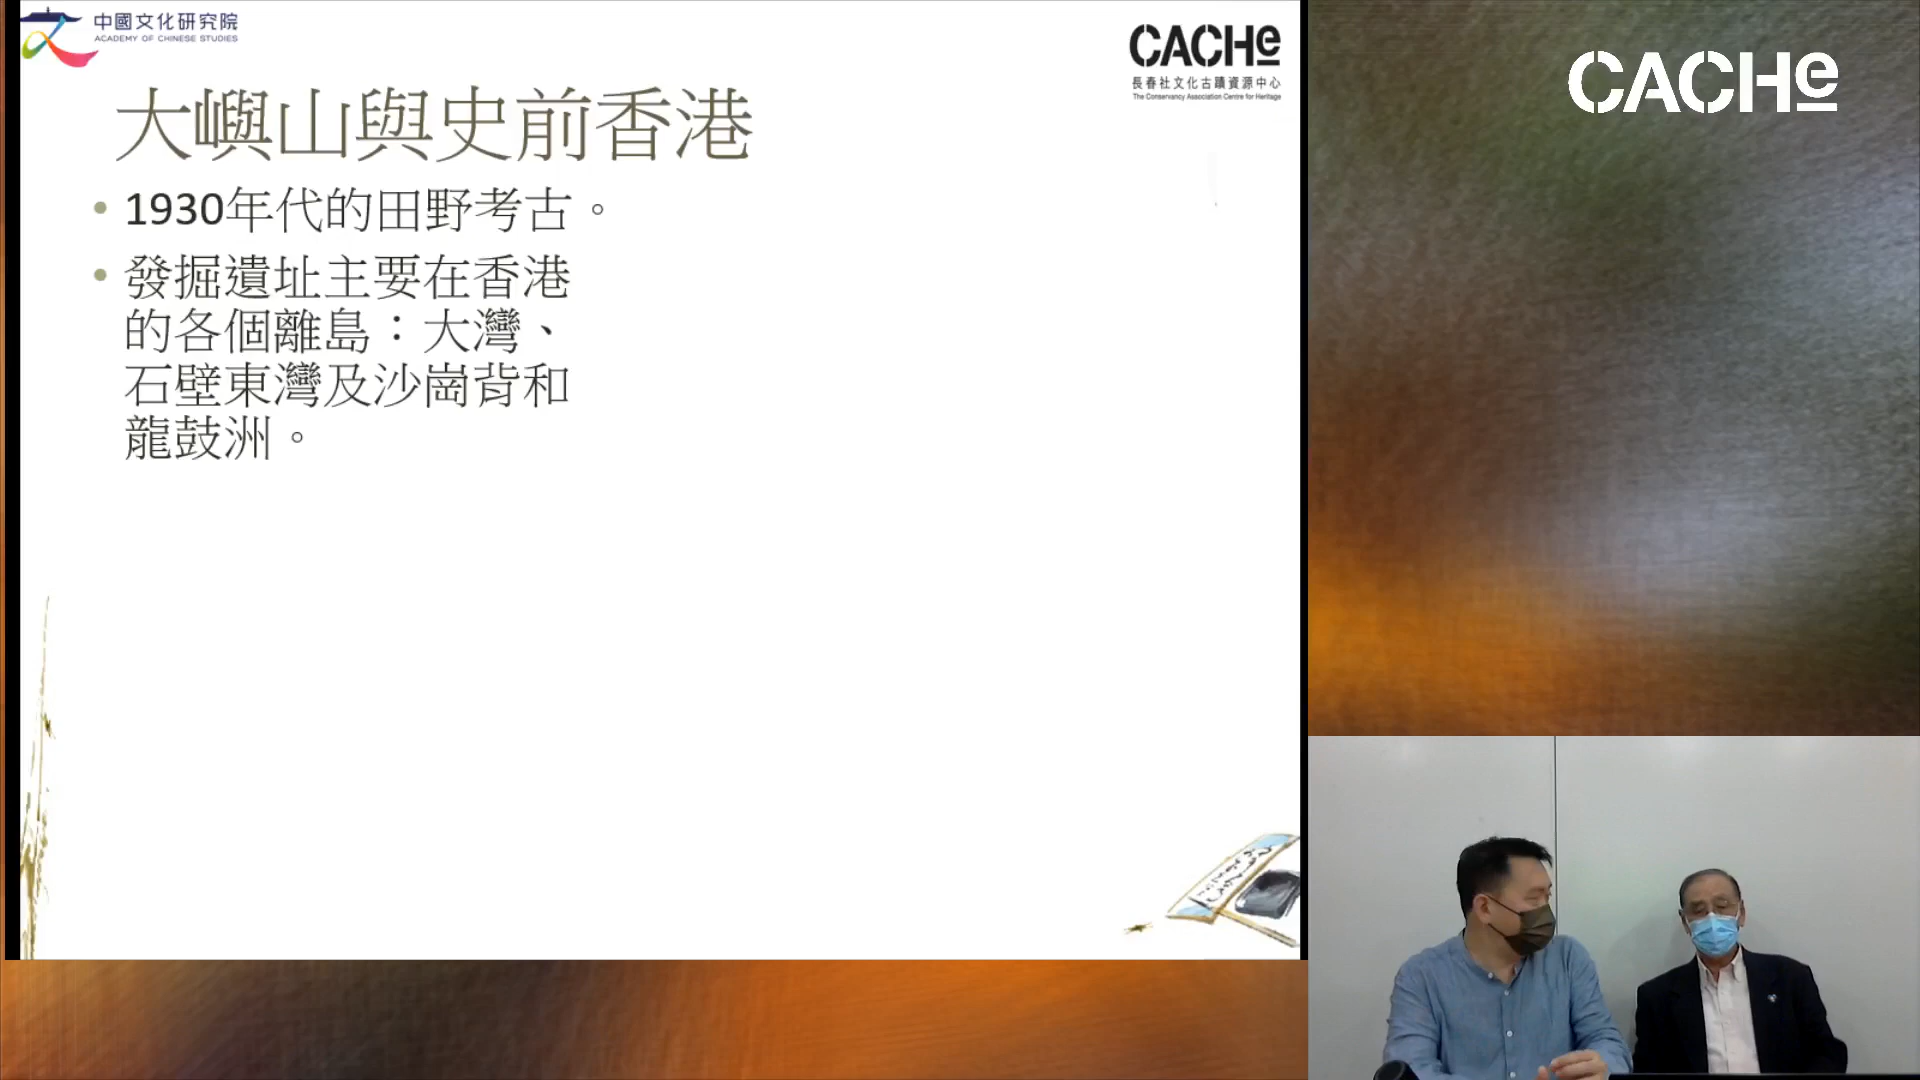 中國文化研究院
ACADEMY OF CHINESE STUDIES
CACHe
長春社文化古蹟資源中心
The Conservancy Association Centre for Heritage
CACHe
大嶼山與史前香港
• 1930年代的田野考古。
• 發掘遺址主要在香港
的各個離島：大灣、
石壁東灣及沙崗背和
龍鼓洲。